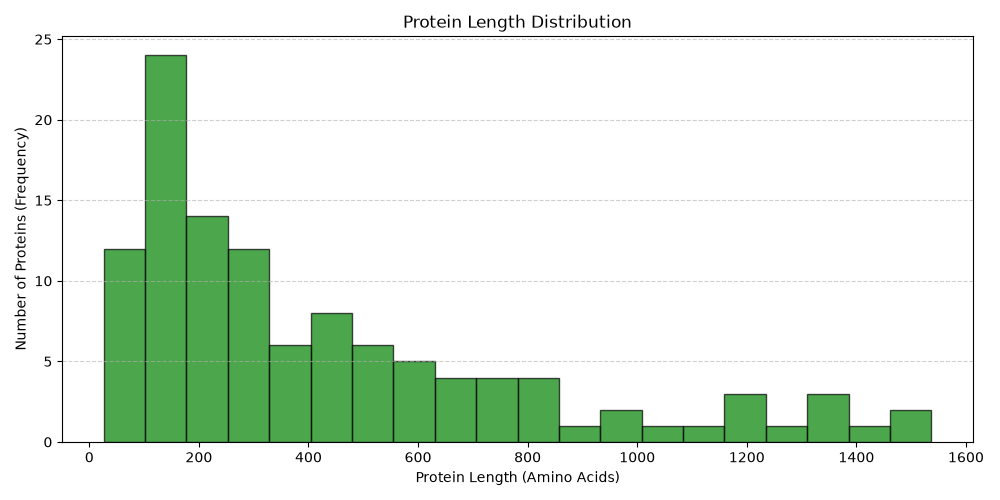 Protein Length Distribution
Number of Proteins (Frequency)
25
20
15
10
5
0
0 200 400 600 800 1000 1200 1400 1600
Protein Length (Amino Acids)